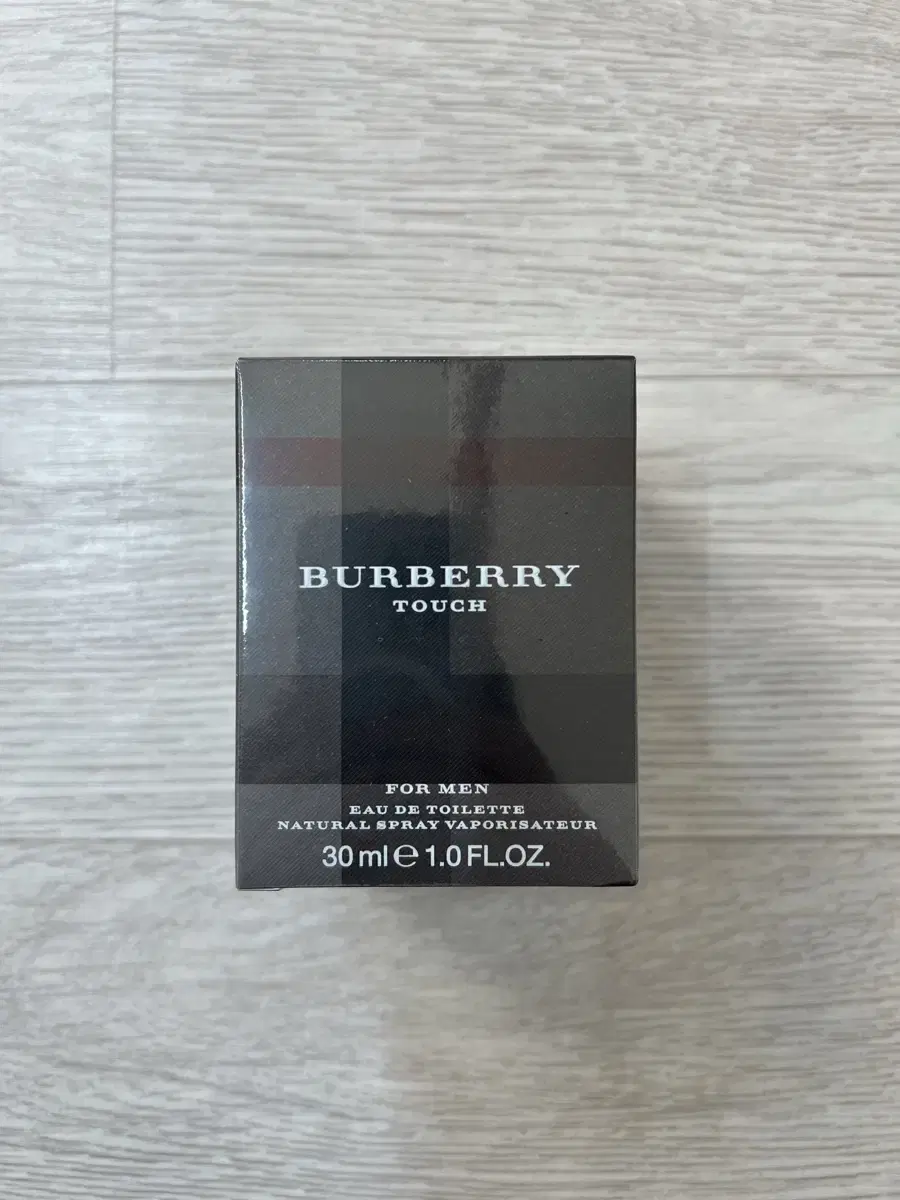 BURBERRY
TOUCH
FOR MEN
EAU DE TOILETTE
NATURAL SPRAY VAPORISATEUR
30 ml ℮ 1.0 FL.OZ.